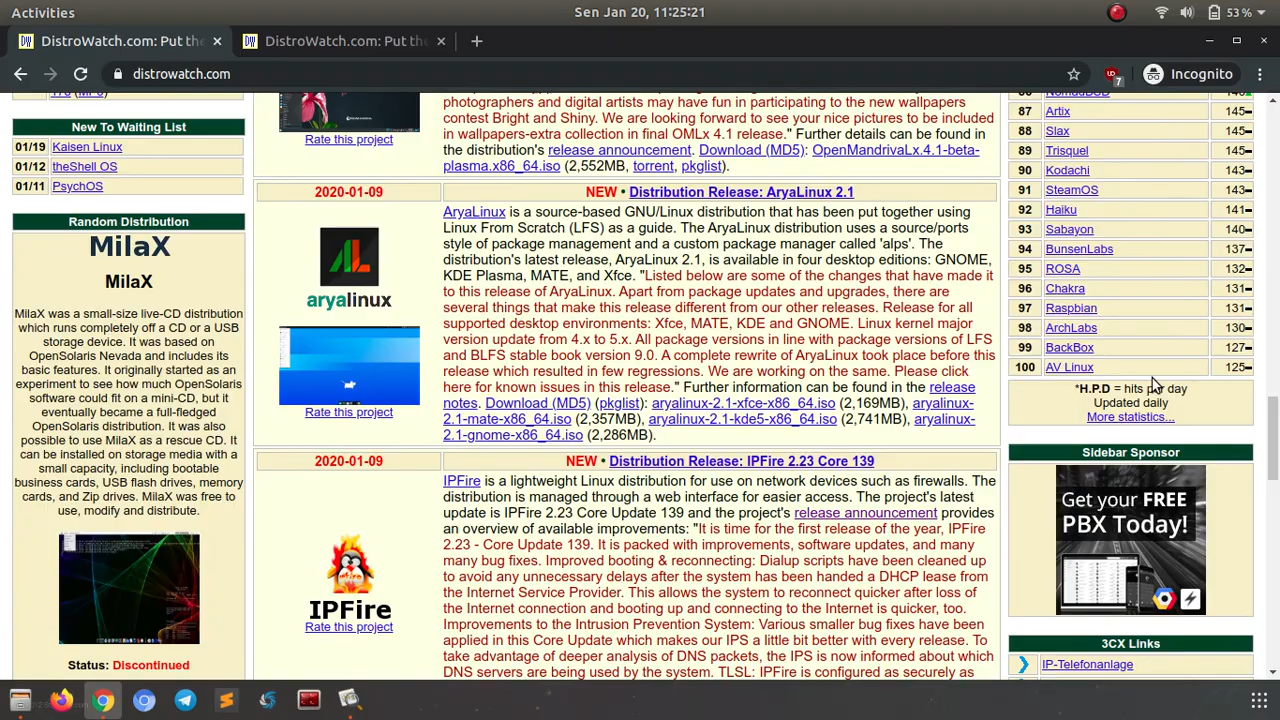 Activities
Sen Jan 20, 11:25:21
53 %
DistroWatch.com: Put the
DistroWatch.com: Put the
distrowatch.com
7
Incognito
New To Waiting List
01/19 Kaisen Linux
01/12 theShell OS
01/11 PsychOS
Random Distribution
MilaX
MilaX
MilaX was a small-size live-CD distribution
which runs completely off a CD or a USB
storage device. It was based on
OpenSolaris Nevada and includes its
basic features. It originally started as an
experiment to see how much OpenSolaris
software could fit on a mini-CD, but it
eventually became a full-fledged
OpenSolaris distribution. It was also
possible to use MilaX as a rescue CD. It
can be installed on storage media with a
small capacity, including bootable
business cards, USB flash drives, memory
cards, and Zip drives. MilaX was free to
use, modify and distribute.
Status: Discontinued
Rate this project
photographers and digital artists may have fun in participating to the new wallpapers
contest Bright and Shiny. We are looking forward to see your nice pictures to be included
in wallpapers-extra collection in final OMLx 4.1 release." Further details can be found in
the distribution's release announcement. Download (MD5): OpenMandrivaLx.4.1-beta-
plasma.x86_64.iso (2,552MB, torrent, pkglist).
2020-01-09
NEW • Distribution Release: AryaLinux 2.1
aryalinux
Rate this project
AryaLinux is a source-based GNU/Linux distribution that has been put together using
Linux From Scratch (LFS) as a guide. The AryaLinux distribution uses a source/ports
style of package management and a custom package manager called 'alps'. The
distribution's latest release, AryaLinux 2.1, is available in four desktop editions: GNOME,
KDE Plasma, MATE, and Xfce. "Listed below are some of the changes that have made it
to this release of AryaLinux. Apart from package updates and upgrades, there are
several things that make this release different from our other releases. Release for all
supported desktop environments: Xfce, MATE, KDE and GNOME. Linux kernel major
version update from 4.x to 5.x. All package versions in line with package versions of LFS
and BLFS stable book version 9.0. A complete rewrite of AryaLinux took place before this
release which resulted in few regressions. We are working on the same. Please click
here for known issues in this release." Further information can be found in the release
notes. Download (MD5) (pkglist): aryalinux-2.1-xfce-x86_64.iso (2,169MB), aryalinux-
2.1-mate-x86_64.iso (2,357MB), aryalinux-2.1-kde5-x86_64.iso (2,741MB), aryalinux-
2.1-gnome-x86_64.iso (2,286MB).
2020-01-09
NEW • Distribution Release: IPFire 2.23 Core 139
IPFire
Rate this project
IPFire is a lightweight Linux distribution for use on network devices such as firewalls. The
distribution is managed through a web interface for easier access. The project's latest
update is IPFire 2.23 Core Update 139 and the project's release announcement provides
an overview of available improvements: "It is time for the first release of the year, IPFire
2.23 - Core Update 139. It is packed with improvements, software updates, and many
many bug fixes. Improved booting & reconnecting: Dialup scripts have been cleaned up
to avoid any unnecessary delays after the system has been handed a DHCP lease from
the Internet Service Provider. This allows the system to reconnect quicker after loss of
the Internet connection and booting up and connecting to the Internet is quicker, too.
Improvements to the Intrusion Prevention System: Various smaller bug fixes have been
applied in this Core Update which makes our IPS a little bit better with every release. To
take advantage of deeper analysis of DNS packets, the IPS is now informed about which
DNS servers are being used by the system. TLSL: IPFire is configured as securely as
87 Artix 145
88 Slax 145
89 Trisquel 145
90 Kodachi 143
91 SteamOS 143
92 Haiku 141
93 Sabayon 140
94 BunsenLabs 137
95 ROSA 132
96 Chakra 131
97 Raspbian 131
98 ArchLabs 130
99 BackBox 127
100 AV Linux 125
*H.P.D = hits per day
Updated daily
More statistics...
Sidebar Sponsor
Get your FREE
PBX Today!
3CX Links
IP-Telefonanlage